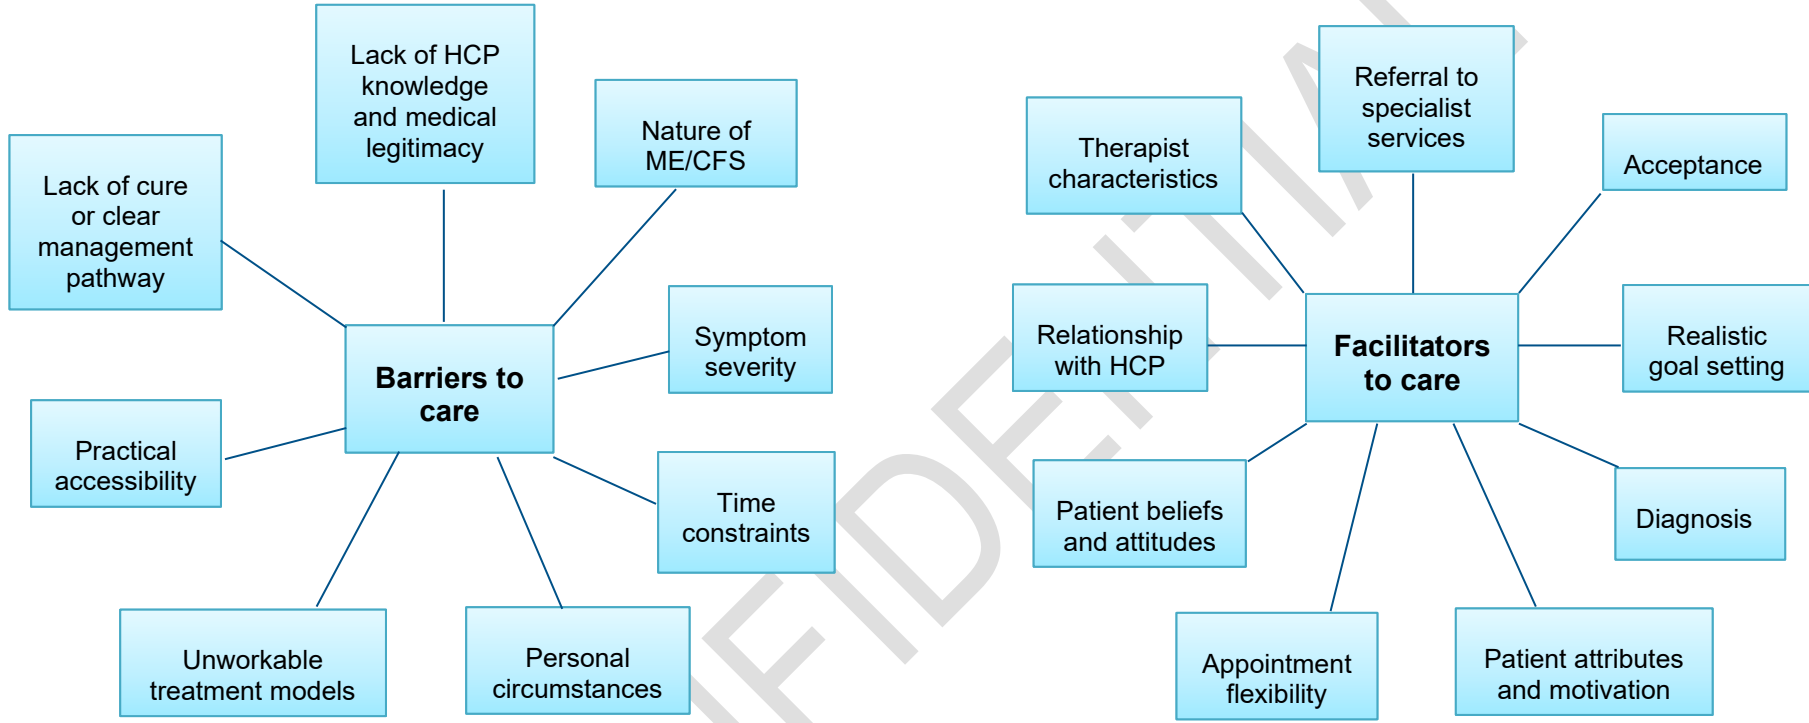 Lack of HCP
knowledge
and medical
legitimacy
Nature of
ME/CFS
Lack of cure
or clear
management
pathway
Symptom
severity
Barriers to
care
Practical
accessibility
Time
constraints
Unworkable
treatment models
Personal
circumstances
Referral to
specialist
services
Therapist
characteristics
Acceptance
Relationship
with HCP
Facilitators
to care
Realistic
goal setting
Patient beliefs
and attitudes
Diagnosis
Appointment
flexibility
Patient attributes
and motivation
FIDENTIA